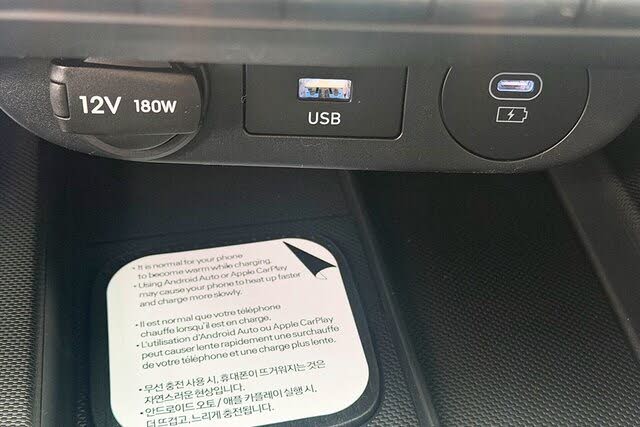 12V 180W
USB
• It is normal for your phone
to become warm while charging.
• Using Android Auto or Apple CarPlay
may cause your phone to heat up faster
and charge more slowly.
• Il est normal que votre téléphone
chauffe lorsqu'il est en charge.
• L'utilisation d'Android Auto ou Apple CarPlay
peut causer lente rapidement une surchauffe
de votre téléphone et une charge plus lente.
• 무선 충전 사용 시, 휴대폰이 뜨거워지는 것은
자연스러운 현상입니다.
• 안드로이드 오토 / 애플 카플레이 실행 시,
더 뜨겁고, 느리게 충전됩니다.